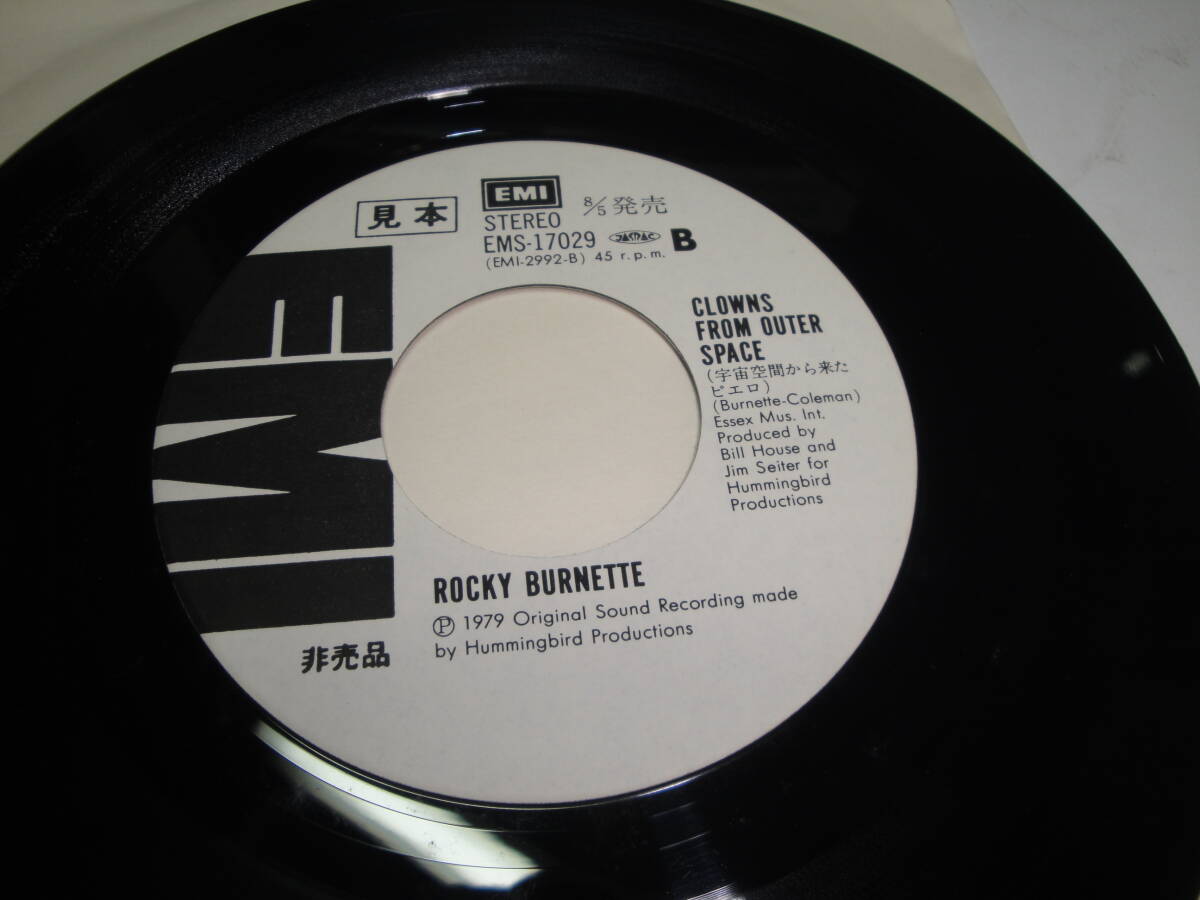 見本
EMI
8/5発売
STEREO
EMS-17029 JASRAC B
(EMI-2992-B) 45 r.p.m.
CLOWNS
FROM OUTER
SPACE
(宇宙空間から来た
ピエロ)
(Burnette-Coleman)
Essex Mus. Int.
Produced by
Bill House and
Jim Seiter for
Hummingbird
Productions
EMI
ROCKY BURNETTE
Ⓟ 1979 Original Sound Recording made
by Hummingbird Productions
非売品